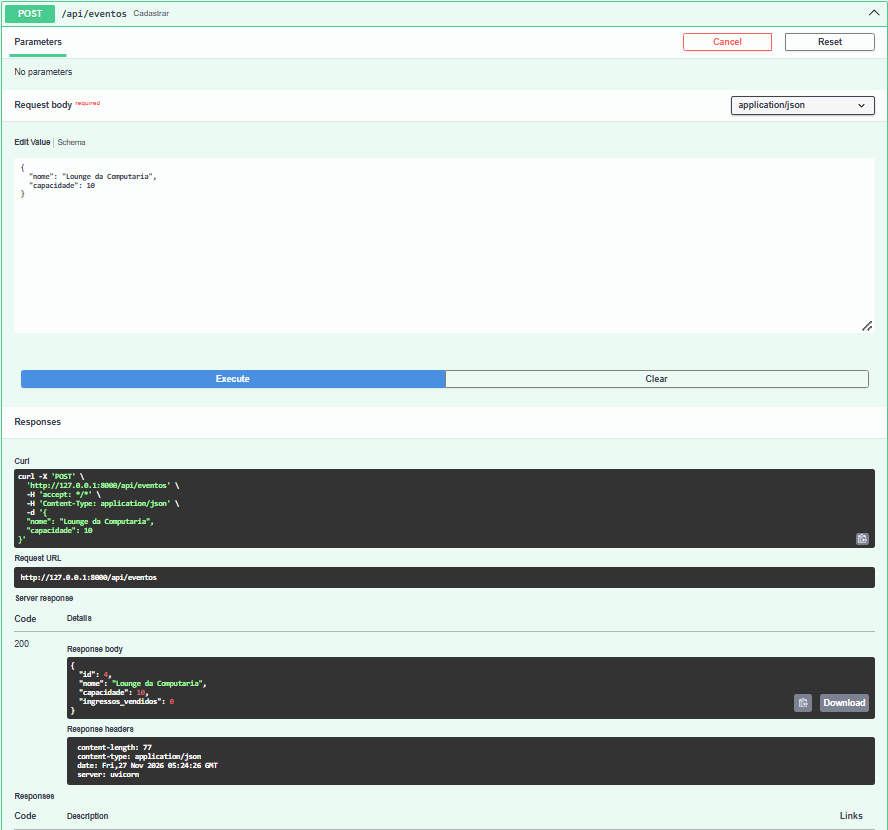 POST /api/eventos Cadastrar
Parameters
Cancel
Reset
No parameters
Request body required
application/json
Edit Value | Schema
{
  "nome": "Lounge da Computaria",
  "capacidade": 10
}
Execute
Clear
Responses
Curl
curl -X 'POST' \
  'http://127.0.0.1:8000/api/eventos' \
  -H 'accept: */*' \
  -H 'Content-Type: application/json' \
  -d '{
  "nome": "Lounge da Computaria",
  "capacidade": 10
}'
Request URL
http://127.0.0.1:8000/api/eventos
Server response
Code Details
200
Response body
{
  "id": 4,
  "nome": "Lounge da Computaria",
  "capacidade": 10,
  "ingressos_vendidos": 0
}
Download
Response headers
content-length: 77
content-type: application/json
date: Fri,27 Nov 2026 05:24:26 GMT
server: uvicorn
Responses
Code Description Links